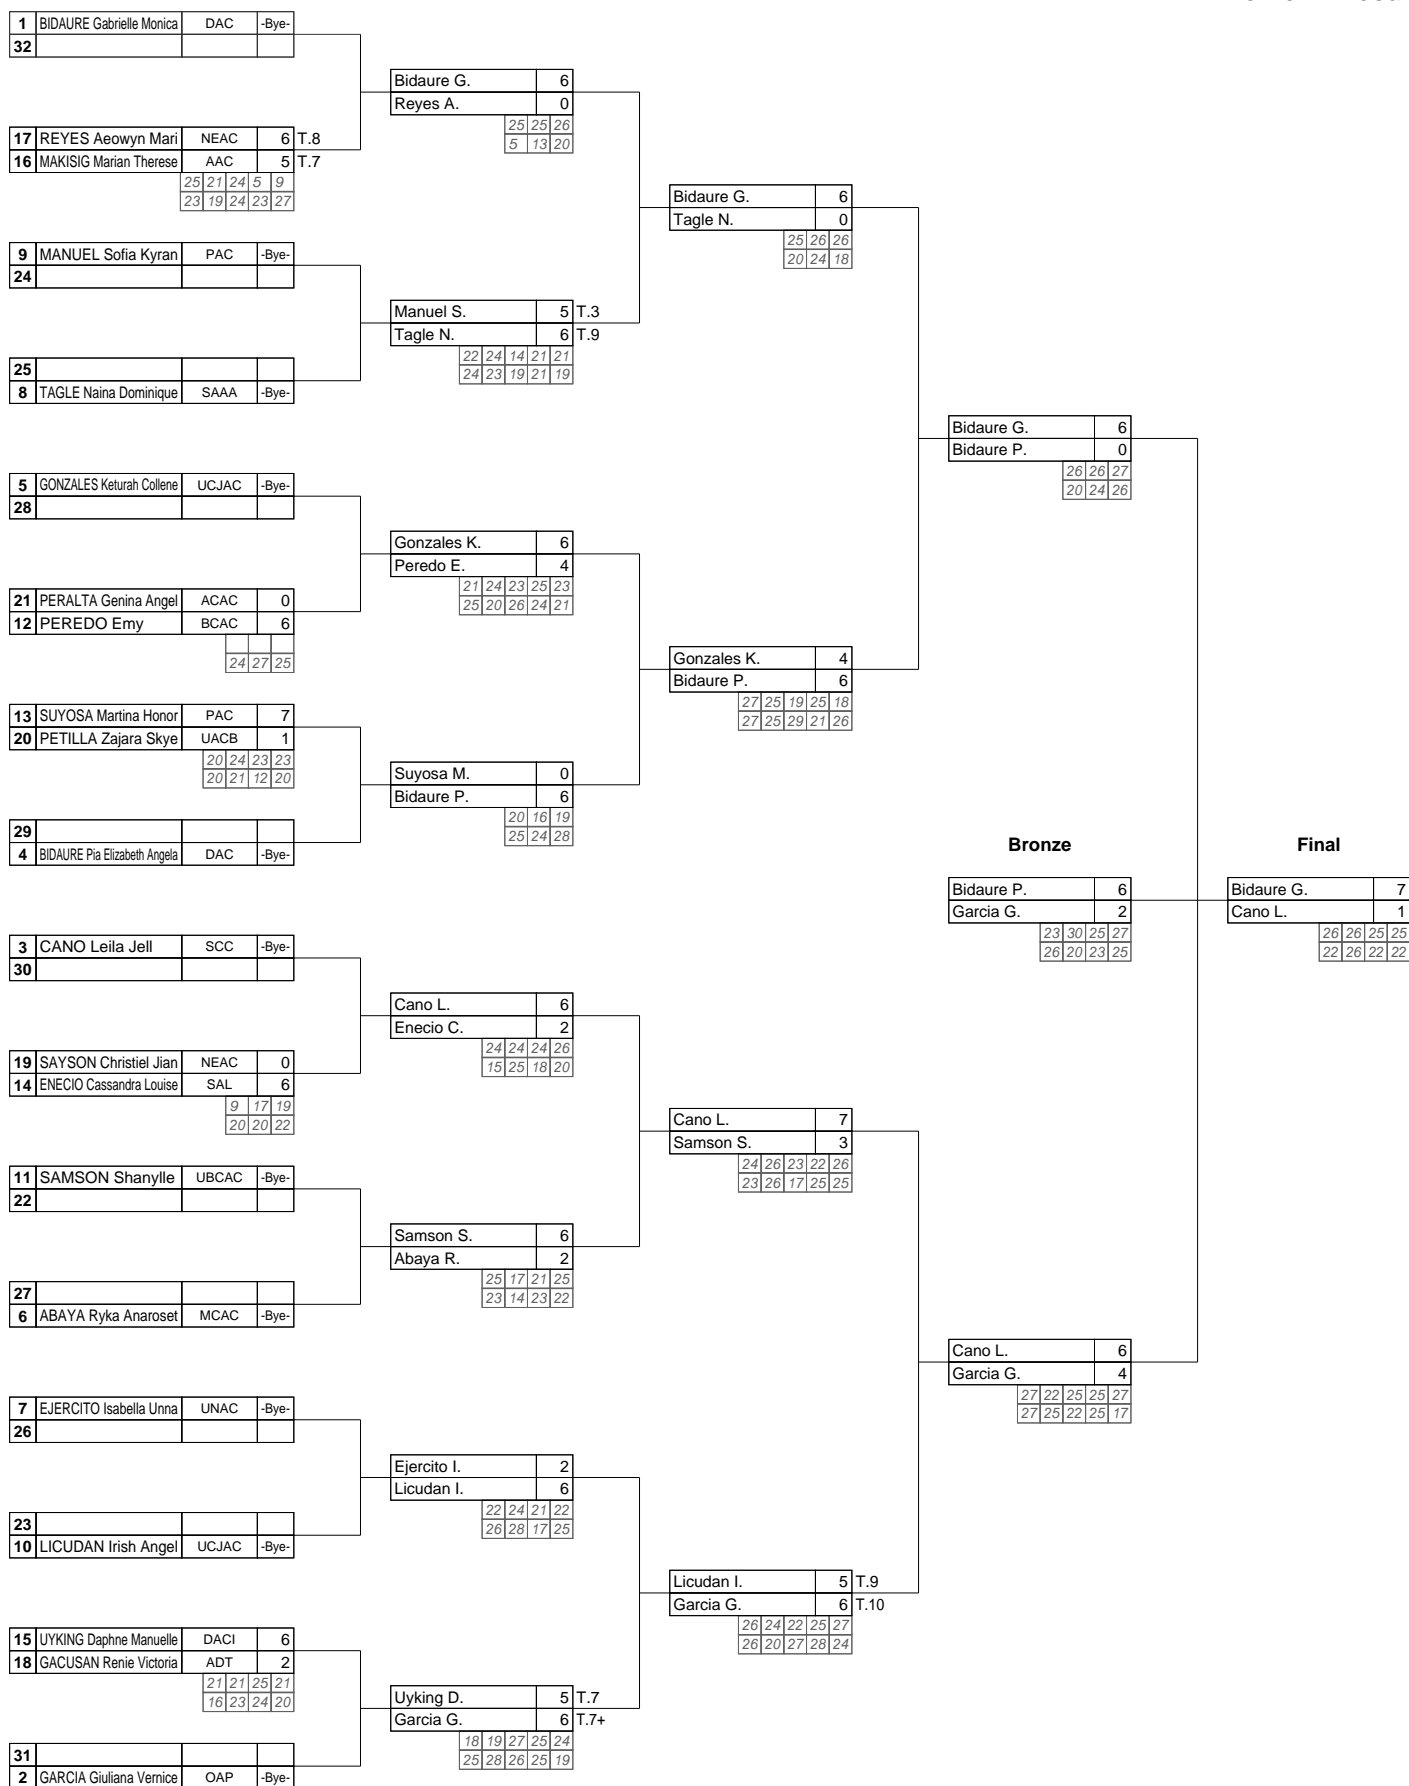 1 BIDAURE Gabrielle Monica DAC -Bye-
32
Bidaure G. 6
Reyes A. 0
25 25 26
5 13 20
17 REYES Aeowyn Mari NEAC 6 T.8
16 MAKISIG Marian Therese AAC 5 T.7
25 21 24 5 9
23 19 24 23 27
Bidaure G. 6
Tagle N. 0
25 26 26
20 24 18
9 MANUEL Sofia Kyran PAC -Bye-
24
Manuel S. 5 T.3
Tagle N. 6 T.9
22 24 14 21 21
24 23 19 21 19
25
8 TAGLE Naina Dominique SAAA -Bye-
Bidaure G. 6
Bidaure P. 0
26 26 27
20 24 26
5 GONZALES Keturah Collene UCJAC -Bye-
28
Gonzales K. 6
Peredo E. 4
21 24 23 25 23
25 20 26 24 21
21 PERALTA Genina Angel ACAC 0
12 PEREDO Emy BCAC 6
24 27 25
Gonzales K. 4
Bidaure P. 6
27 25 19 25 18
27 25 29 21 26
13 SUYOSA Martina Honor PAC 7
20 PETILLA Zajara Skye UACB 1
20 24 23 23
20 21 12 20
Suyosa M. 0
Bidaure P. 6
20 16 19
25 24 28
29
4 BIDAURE Pia Elizabeth Angela DAC -Bye-
Bronze Final
Bidaure P. 6
Garcia G. 2
23 30 25 27
26 20 23 25
Bidaure G. 7
Cano L. 1
26 26 25 25
22 26 22 22
3 CANO Leila Jell SCC -Bye-
30
Cano L. 6
Enecio C. 2
24 24 24 26
15 25 18 20
19 SAYSON Christiel Jian NEAC 0
14 ENECIO Cassandra Louise SAL 6
9 17 19
20 20 22
Cano L. 7
Samson S. 3
24 26 23 22 26
23 26 17 25 25
11 SAMSON Shanylle UBCAC -Bye-
22
Samson S. 6
Abaya R. 2
25 17 21 25
23 14 23 22
27
6 ABAYA Ryka Anaroset MCAC -Bye-
Cano L. 6
Garcia G. 4
27 22 25 25 27
27 25 22 25 17
7 EJERCITO Isabella Unna UNAC -Bye-
26
Ejercito I. 2
Licudan I. 6
22 24 21 22
26 28 17 25
23
10 LICUDAN Irish Angel UCJAC -Bye-
Licudan I. 5 T.9
Garcia G. 6 T.10
26 24 22 25 27
26 20 27 28 24
15 UYKING Daphne Manuelle DACI 6
18 GACUSAN Renie Victoria ADT 2
21 21 25 21
16 23 24 20
Uyking D. 5 T.7
Garcia G. 6 T.7+
18 19 27 25 24
25 28 26 25 19
31
2 GARCIA Giuliana Vernice OAP -Bye-